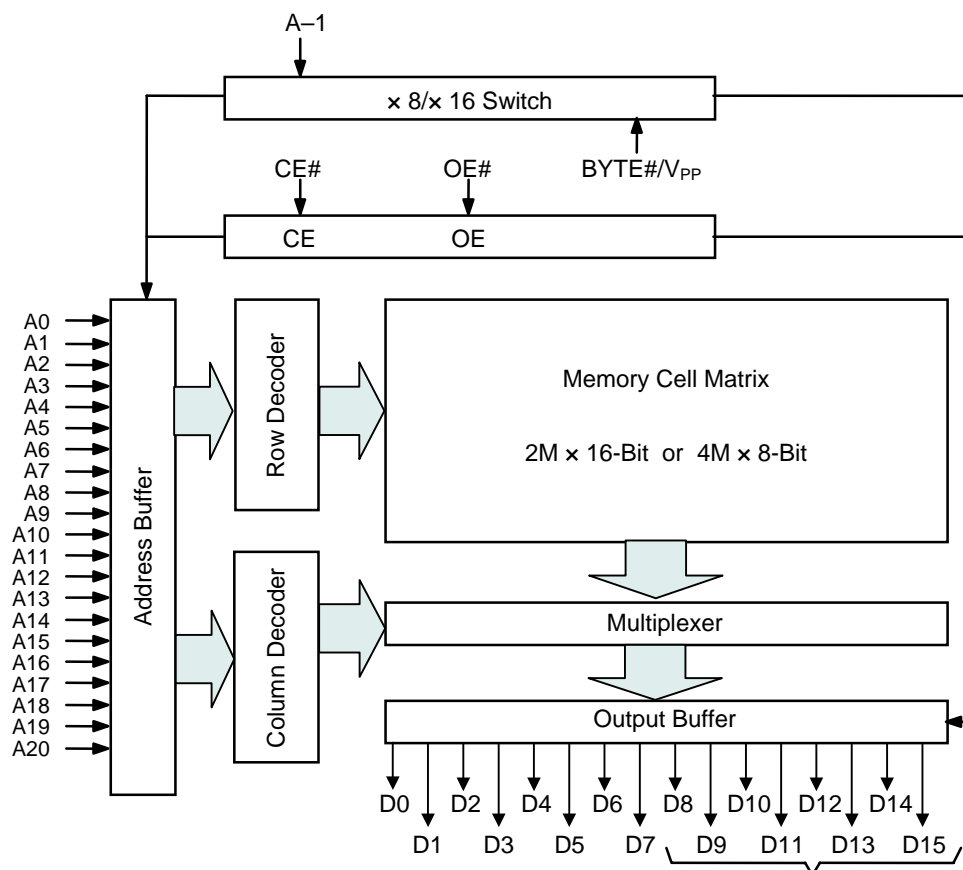 A–1
× 8/× 16 Switch
CE#
OE#
BYTE#/VPP
CE
OE
A0
A1
A2
A3
A4
A5
A6
A7
A8
A9
A10
A11
A12
A13
A14
A15
A16
A17
A18
A19
A20
Address Buffer
Row Decoder
Column Decoder
Memory Cell Matrix
2M × 16-Bit or 4M × 8-Bit
Multiplexer
Output Buffer
D0 D2 D4 D6 D8 D10 D12 D14
D1 D3 D5 D7 D9 D11 D13 D15